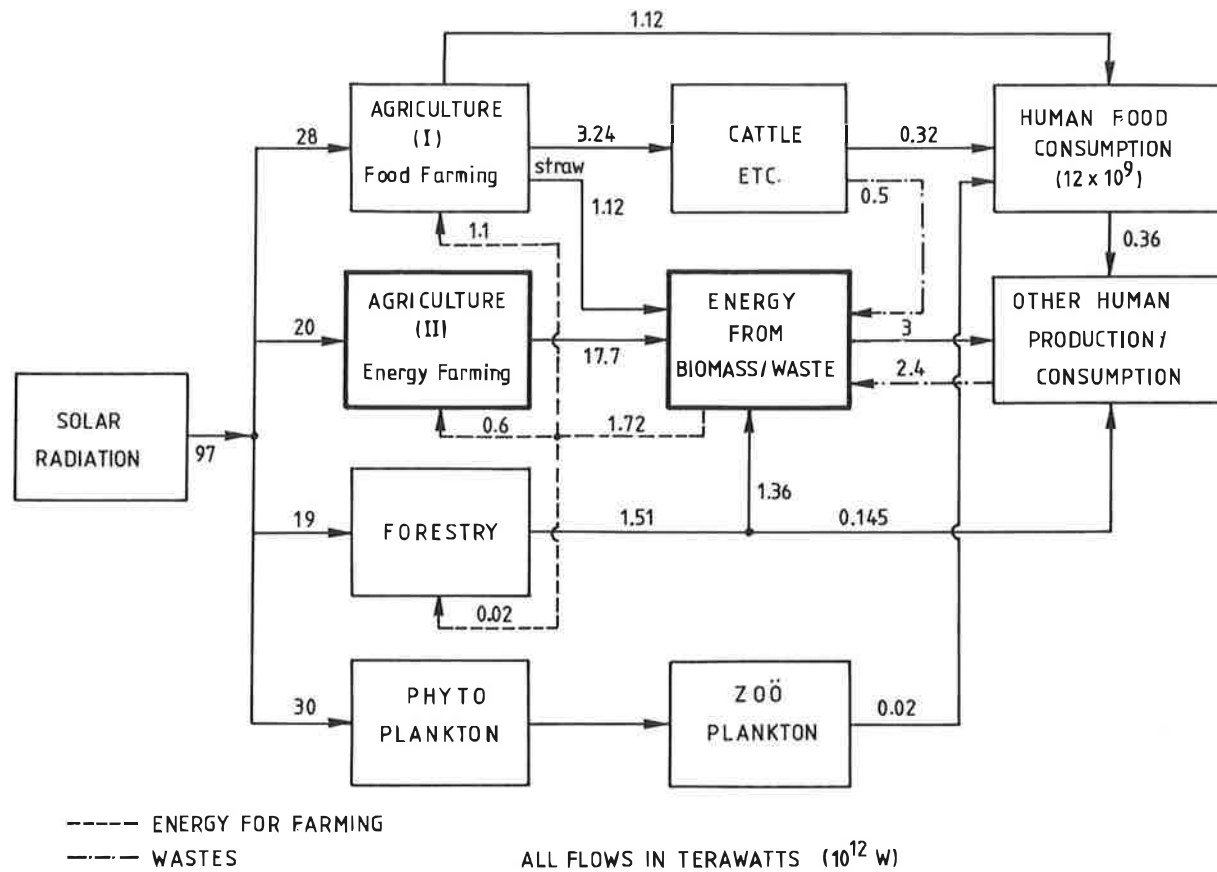 1.12
AGRICULTURE
(I)
Food Farming
28
3.24
straw
1.12
CATTLE
ETC.
0.32
0.5
HUMAN FOOD
CONSUMPTION
(12 x 10⁹)
0.36
1.1
AGRICULTURE
(II)
Energy Farming
20
17.7
ENERGY
FROM
BIOMASS/WASTE
3
2.4
OTHER HUMAN
PRODUCTION/
CONSUMPTION
0.6
1.72
SOLAR
RADIATION
97
19
FORESTRY
1.51
1.36
0.145
0.02
30
PHYTO
PLANKTON
ZOÖ
PLANKTON
0.02
ENERGY FOR FARMING
WASTES
ALL FLOWS IN TERAWATTS (10¹² W)